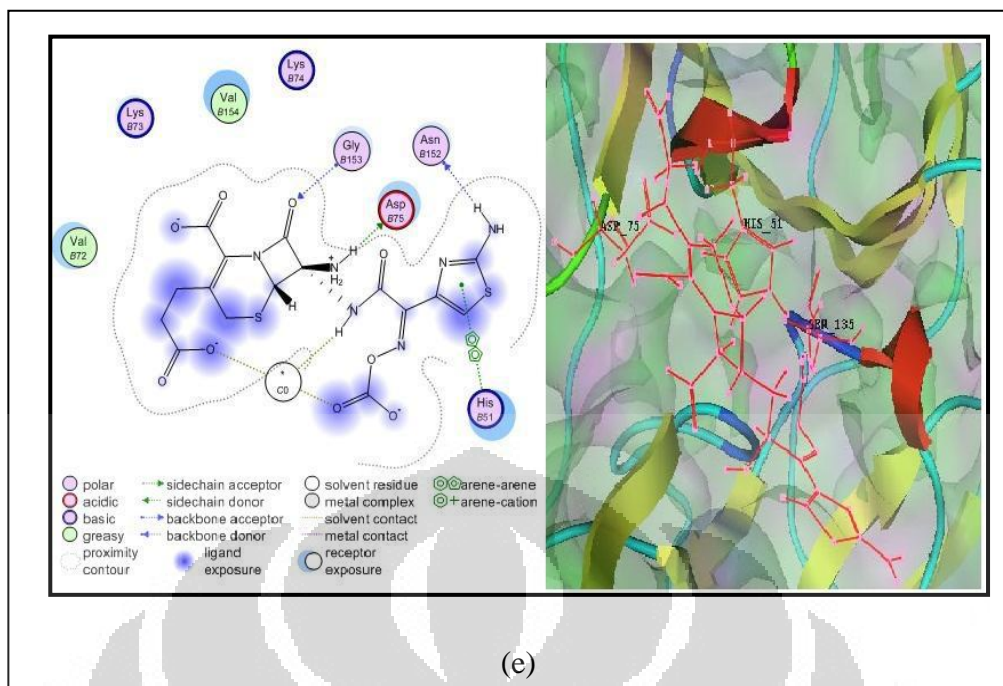 Lys
B74
Lys
B73
Val
B154
Gly
B153
Asn
B152
Asp
B75
Val
B72
O
O
O⁻
N
H
S
H
N⁺
H₂
O
NH
N
S
H
NH
H
O
N
O
O
O⁻
O⁻
O
C0
His
B51
ASP_75
HIS_51
polar
acidic
basic
greasy
proximity
contour
sidechain acceptor
sidechain donor
backbone acceptor
backbone donor
ligand
exposure
solvent residue
metal complex
solvent contact
metal contact
receptor
exposure
arene-arene
arene-cation
(e)